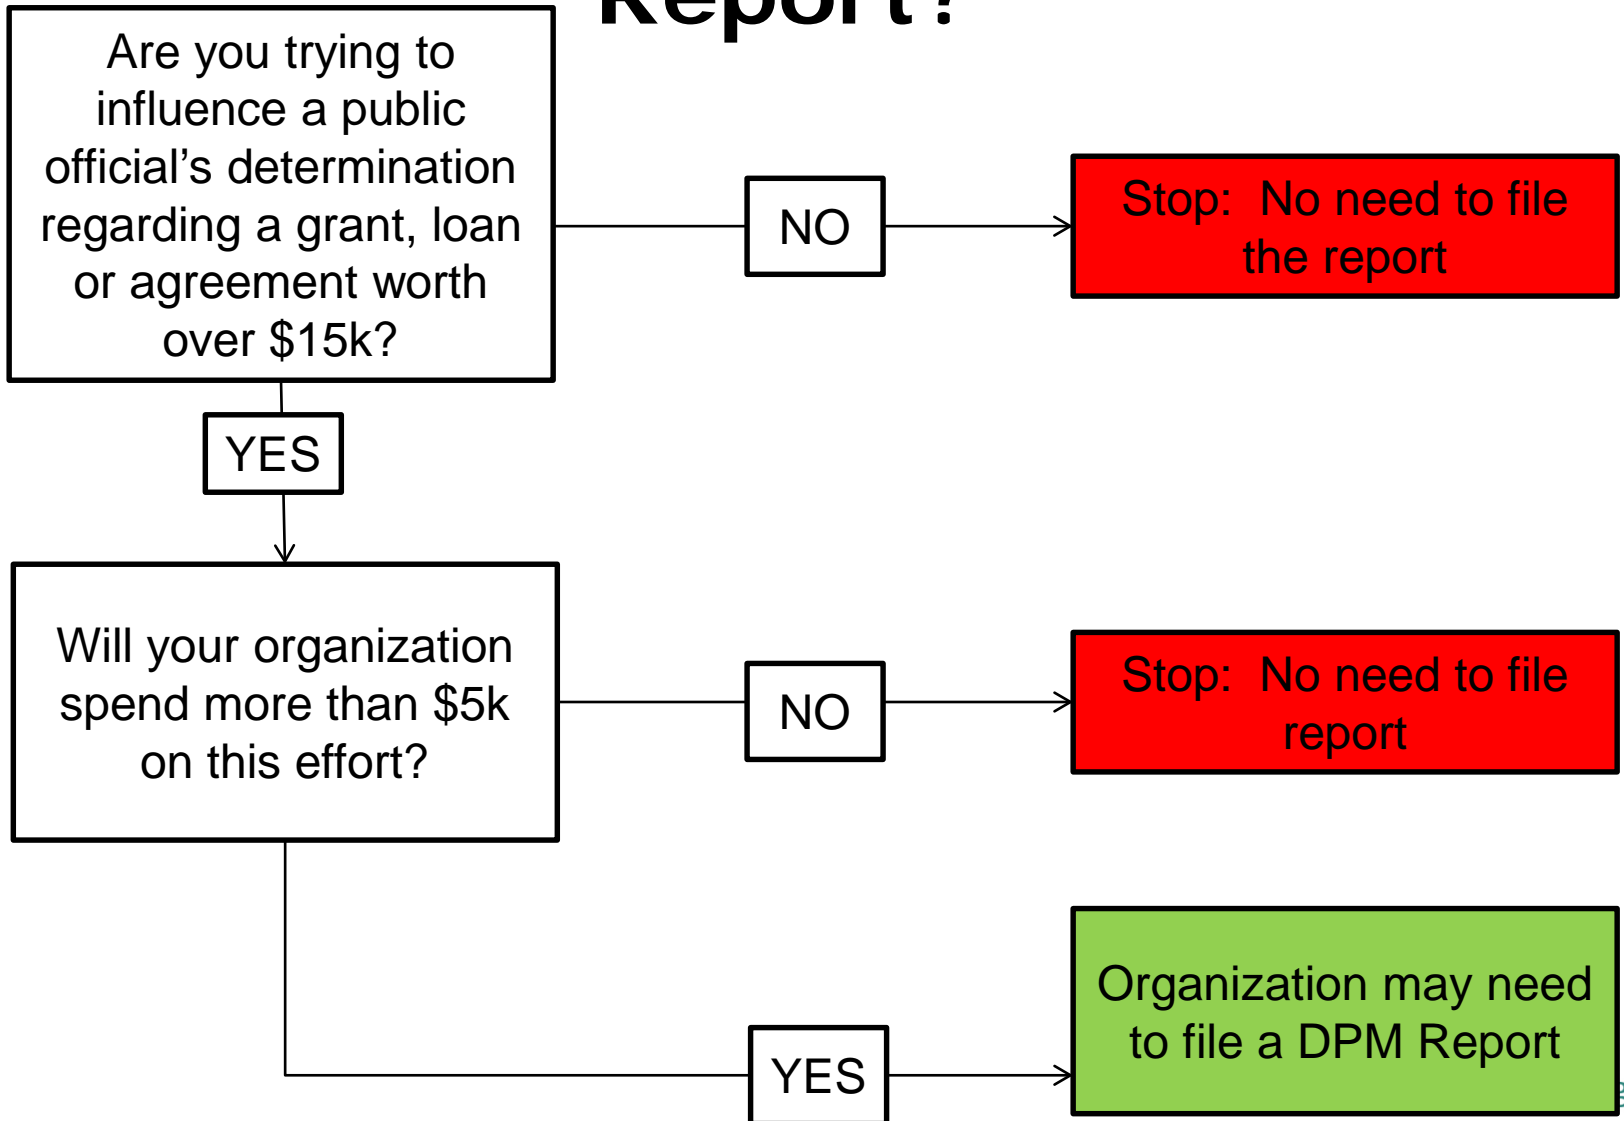 Report?
Are you trying to
influence a public
official’s determination
regarding a grant, loan
or agreement worth
over $15k?
NO
Stop:  No need to file
the report
YES
Will your organization
spend more than $5k
on this effort?
NO
Stop:  No need to file
report
YES
Organization may need
to file a DPM Report